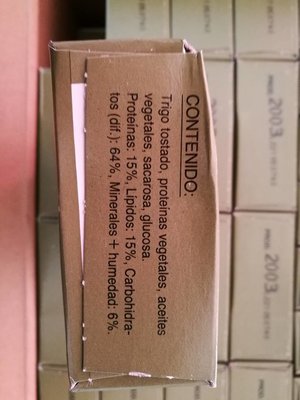 CONTENIDO:
Trigo tostado, proteínas vegetales, aceites
vegetales, sacarosa, glucosa.
Proteínas: 15%, Lípidos: 15%, Carbohidra-
tos (dif.): 64%, Minerales + humedad: 6%.
2003
2003